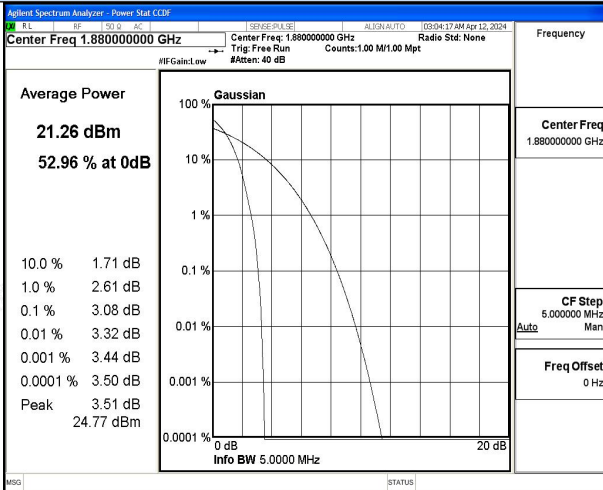 Agilent Spectrum Analyzer - Power Stat CCDF
RL RF 50 Ω AC SENSE:PULSE ALIGN AUTO 03:04:17 AM Apr 12, 2024
Center Freq 1.880000000 GHz
Center Freq: 1.880000000 GHz Radio Std: None
Trig: Free Run Counts:1.00 M/1.00 Mpt
#IFGain:Low #Atten: 40 dB
Frequency
Average Power
21.26 dBm
52.96 % at 0dB
10.0 % 1.71 dB
1.0 % 2.61 dB
0.1 % 3.08 dB
0.01 % 3.32 dB
0.001 % 3.44 dB
0.0001 % 3.50 dB
Peak 3.51 dB
24.77 dBm
Gaussian
100 %
10 %
1 %
0.1 %
0.01 %
0.001 %
0.0001 %
0 dB 20 dB
Info BW 5.0000 MHz
Center Freq
1.880000000 GHz
CF Step
5.000000 MHz
Auto Man
Freq Offset
0 Hz
MSG STATUS